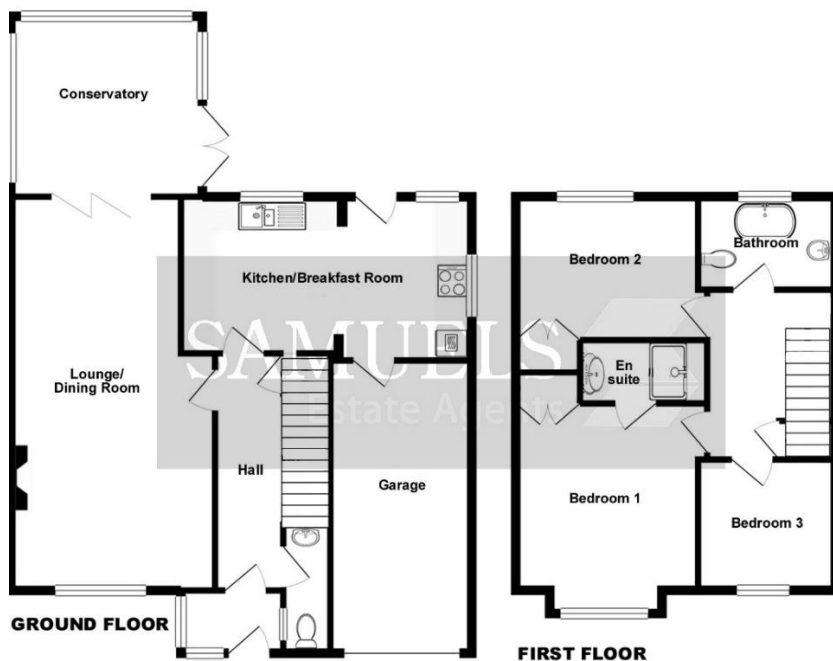 Conservatory
Kitchen/Breakfast Room
Lounge/
Dining Room
Hall
Garage
GROUND FLOOR
Bedroom 2
Bathroom
En
suite
Bedroom 1
Bedroom 3
FIRST FLOOR
SAMUELS
Estate Agents